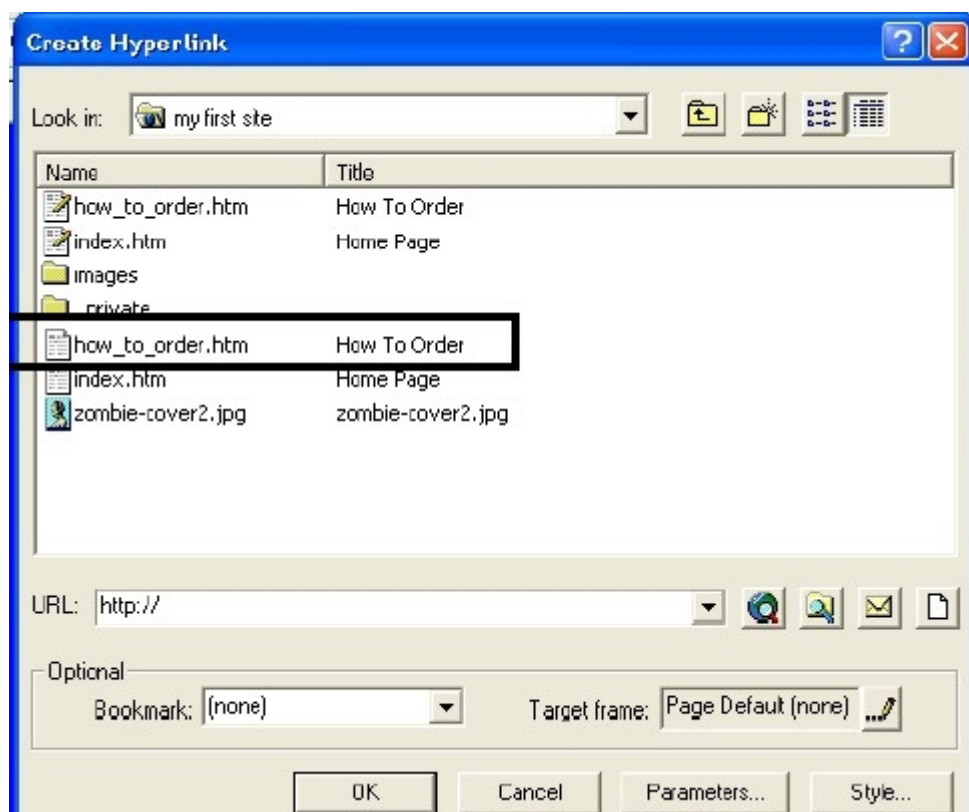 Create Hyperlink
Look in: my first site
Name Title
how_to_order.htm How To Order
index.htm Home Page
images
_private
how_to_order.htm How To Order
index.htm Home Page
zombie-cover2.jpg zombie-cover2.jpg
URL: http://
Optional
Bookmark: (none) Target frame: Page Default (none)
OK Cancel Parameters... Style...